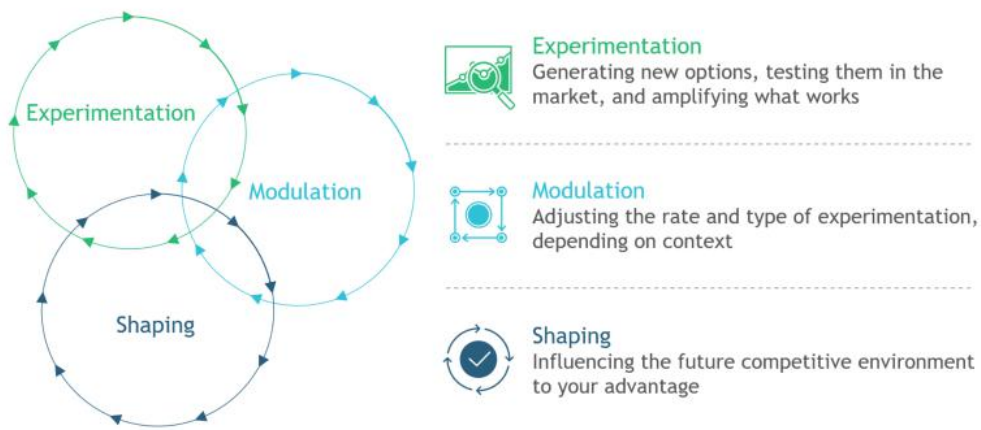 Experimentation
Modulation
Shaping
Experimentation
Generating new options, testing them in the
market, and amplifying what works
Modulation
Adjusting the rate and type of experimentation,
depending on context
Shaping
Influencing the future competitive environment
to your advantage